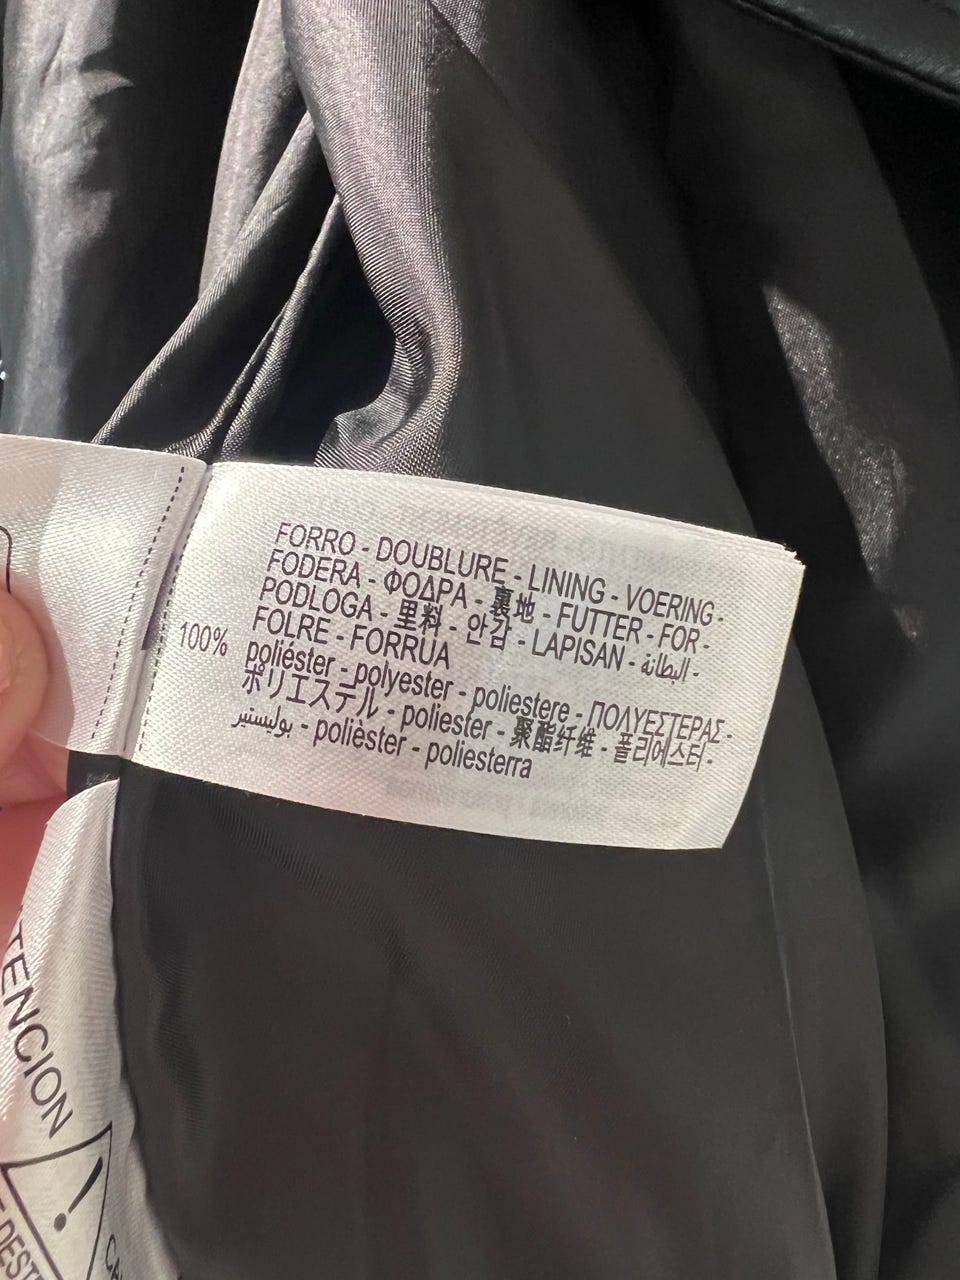 FORRO - DOUBLURE - LINING - VOERING -
FODERA - ΦΟΔΡΑ - 裏地 - FUTTER - FOR -
PODLOGA - 里料 - 안감 - LAPISAN - البطانة -
FOLRE - FORRUA
100% poliéster - polyester - poliestere - ΠΟΛΥΕΣΤΕΡΑΣ -
ポリエステル - poliester - 聚酯纤维 - 폴리에스터 -
بوليستير - polièster - poliesterra
TENCION
!